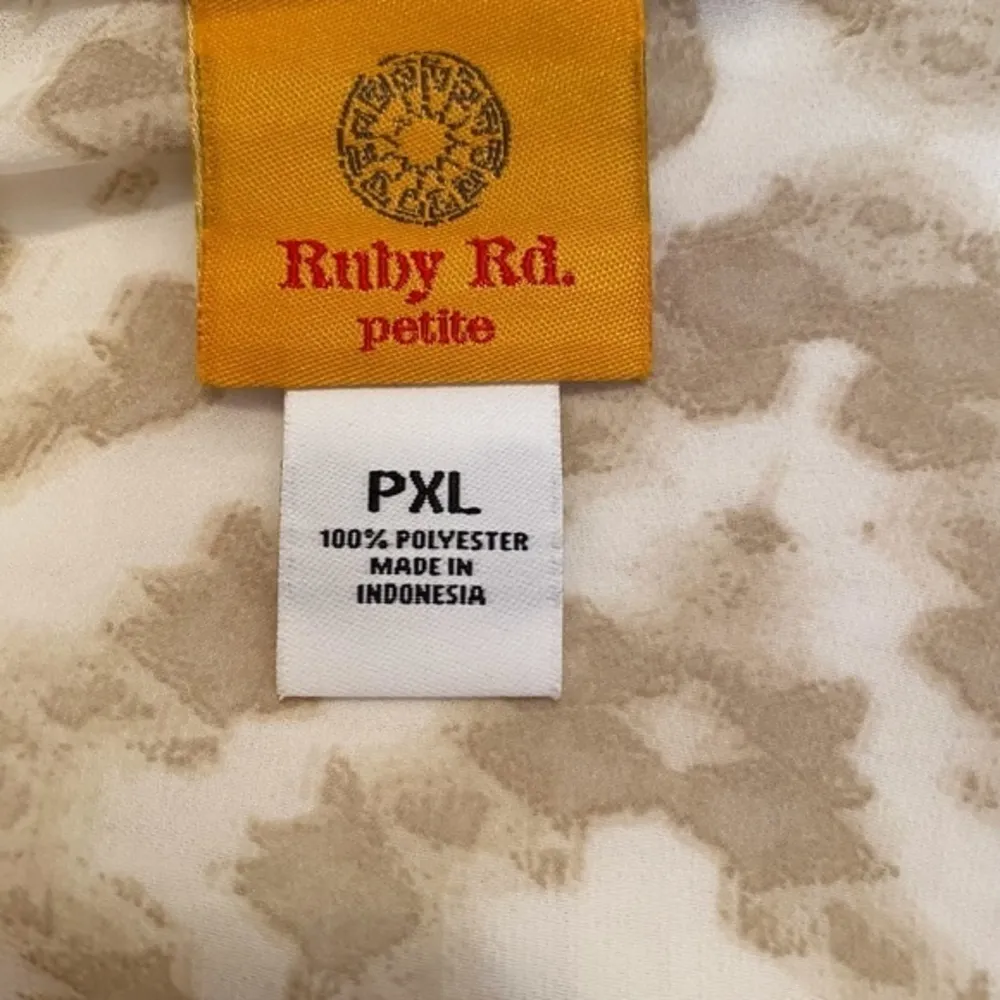 Ruby Rd.
petite
PXL
100% POLYESTER
MADE IN
INDONESIA